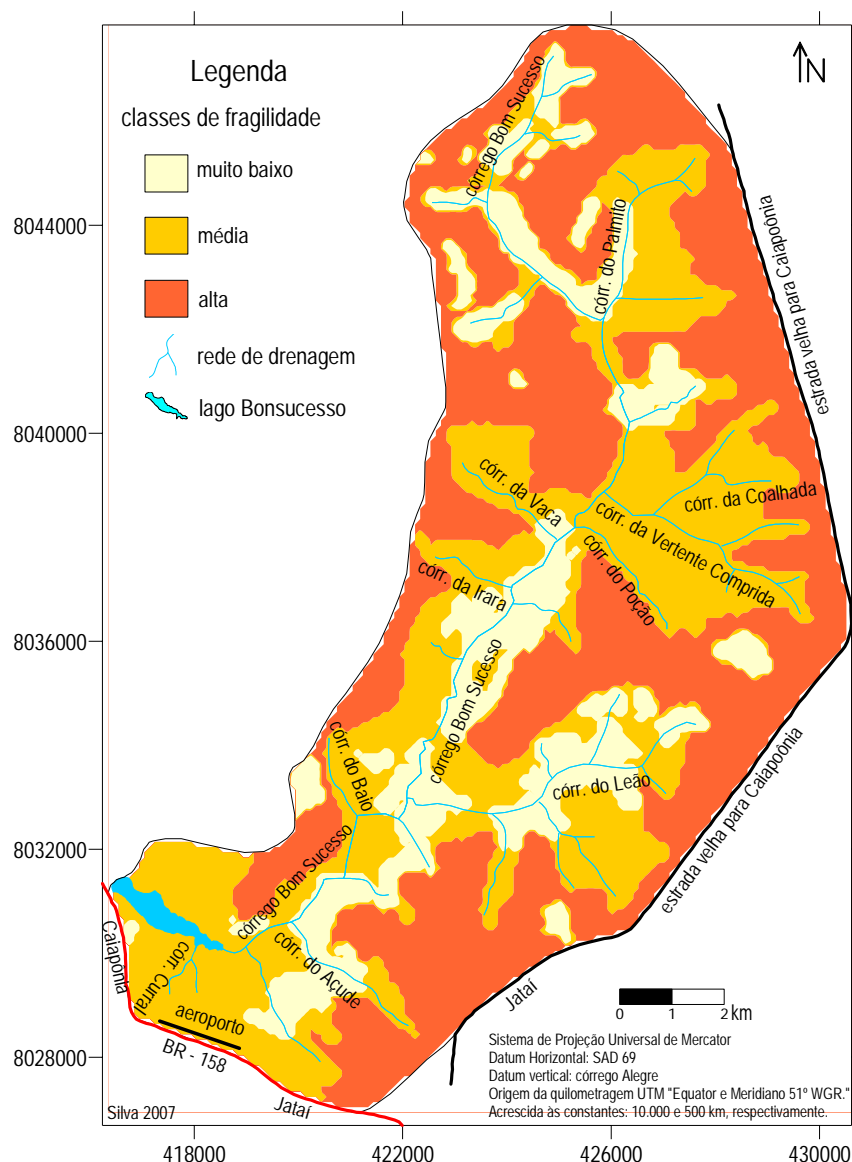 N
Legenda
classes de fragilidade
muito baixo
média
alta
rede de drenagem
lago Bonsucesso
8044000
8040000
8036000
8032000
8028000
418000
422000
426000
430000
córrego Bom Sucesso
córr. do Palmito
estrada velha para Caiapoônia
córr. da Vaca
córr. da Coalhada
córr. da Vertente Comprida
córr. do Poção
córr. da Irara
córrego Bom Sucesso
córr. do Baio
córr. do Leão
estrada velha para Caiapoônia
córrego Bom Sucesso
córr. do Açude
córr. Curral
Caiapônia
aeroporto
BR - 158
Jataí
Jataí
0 1 2 km
Sistema de Projeção Universal de Mercator
Datum Horizontal: SAD 69
Datum vertical: córrego Alegre
Origem da quilometragem UTM "Equator e Meridiano 51º WGR."
Acrescida às constantes: 10.000 e 500 km, respectivamente.
Silva 2007